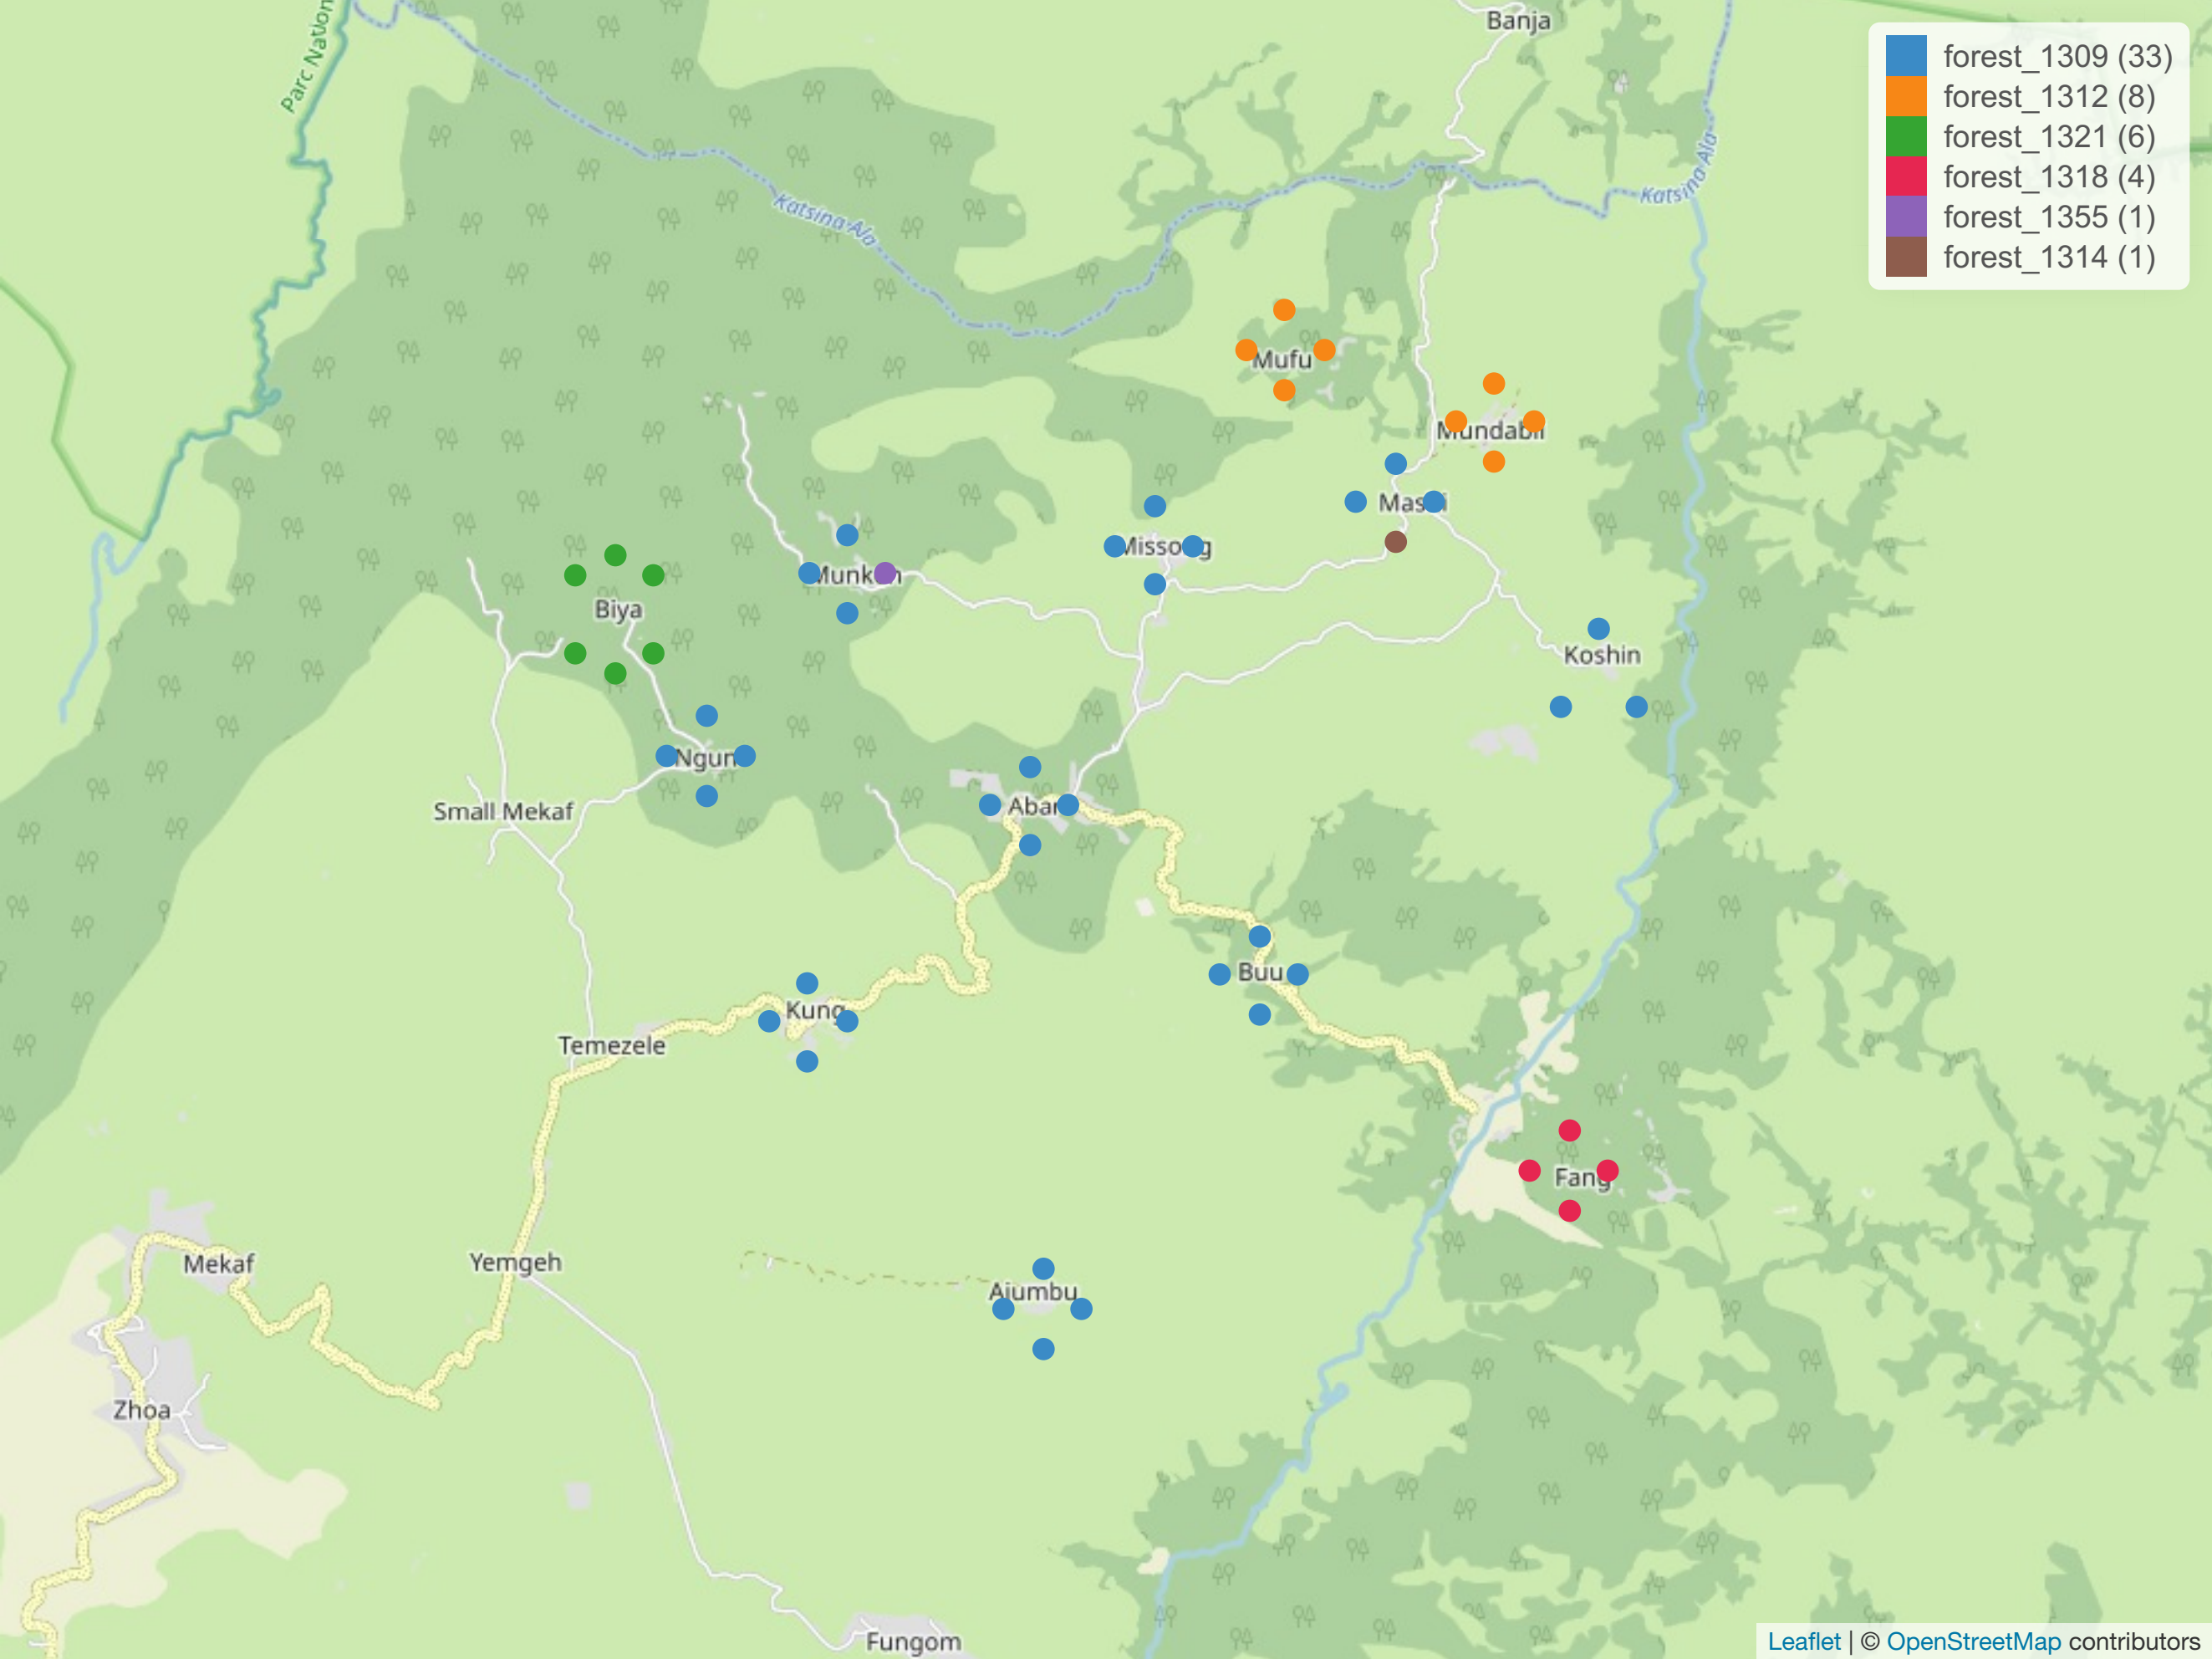 Banja
Parc Nation
forest_1309 (33)
forest_1312 (8)
forest_1321 (6)
forest_1318 (4)
forest_1355 (1)
forest_1314 (1)
Katsina-Ala
Katsina-Ala
Mufu
Missong
Biya
Koshin
Small Mekaf
Buu
Kung
Temezele
Fang
Mekaf
Yemgeh
Zhoa
Fungom
Leaflet | © OpenStreetMap contributors